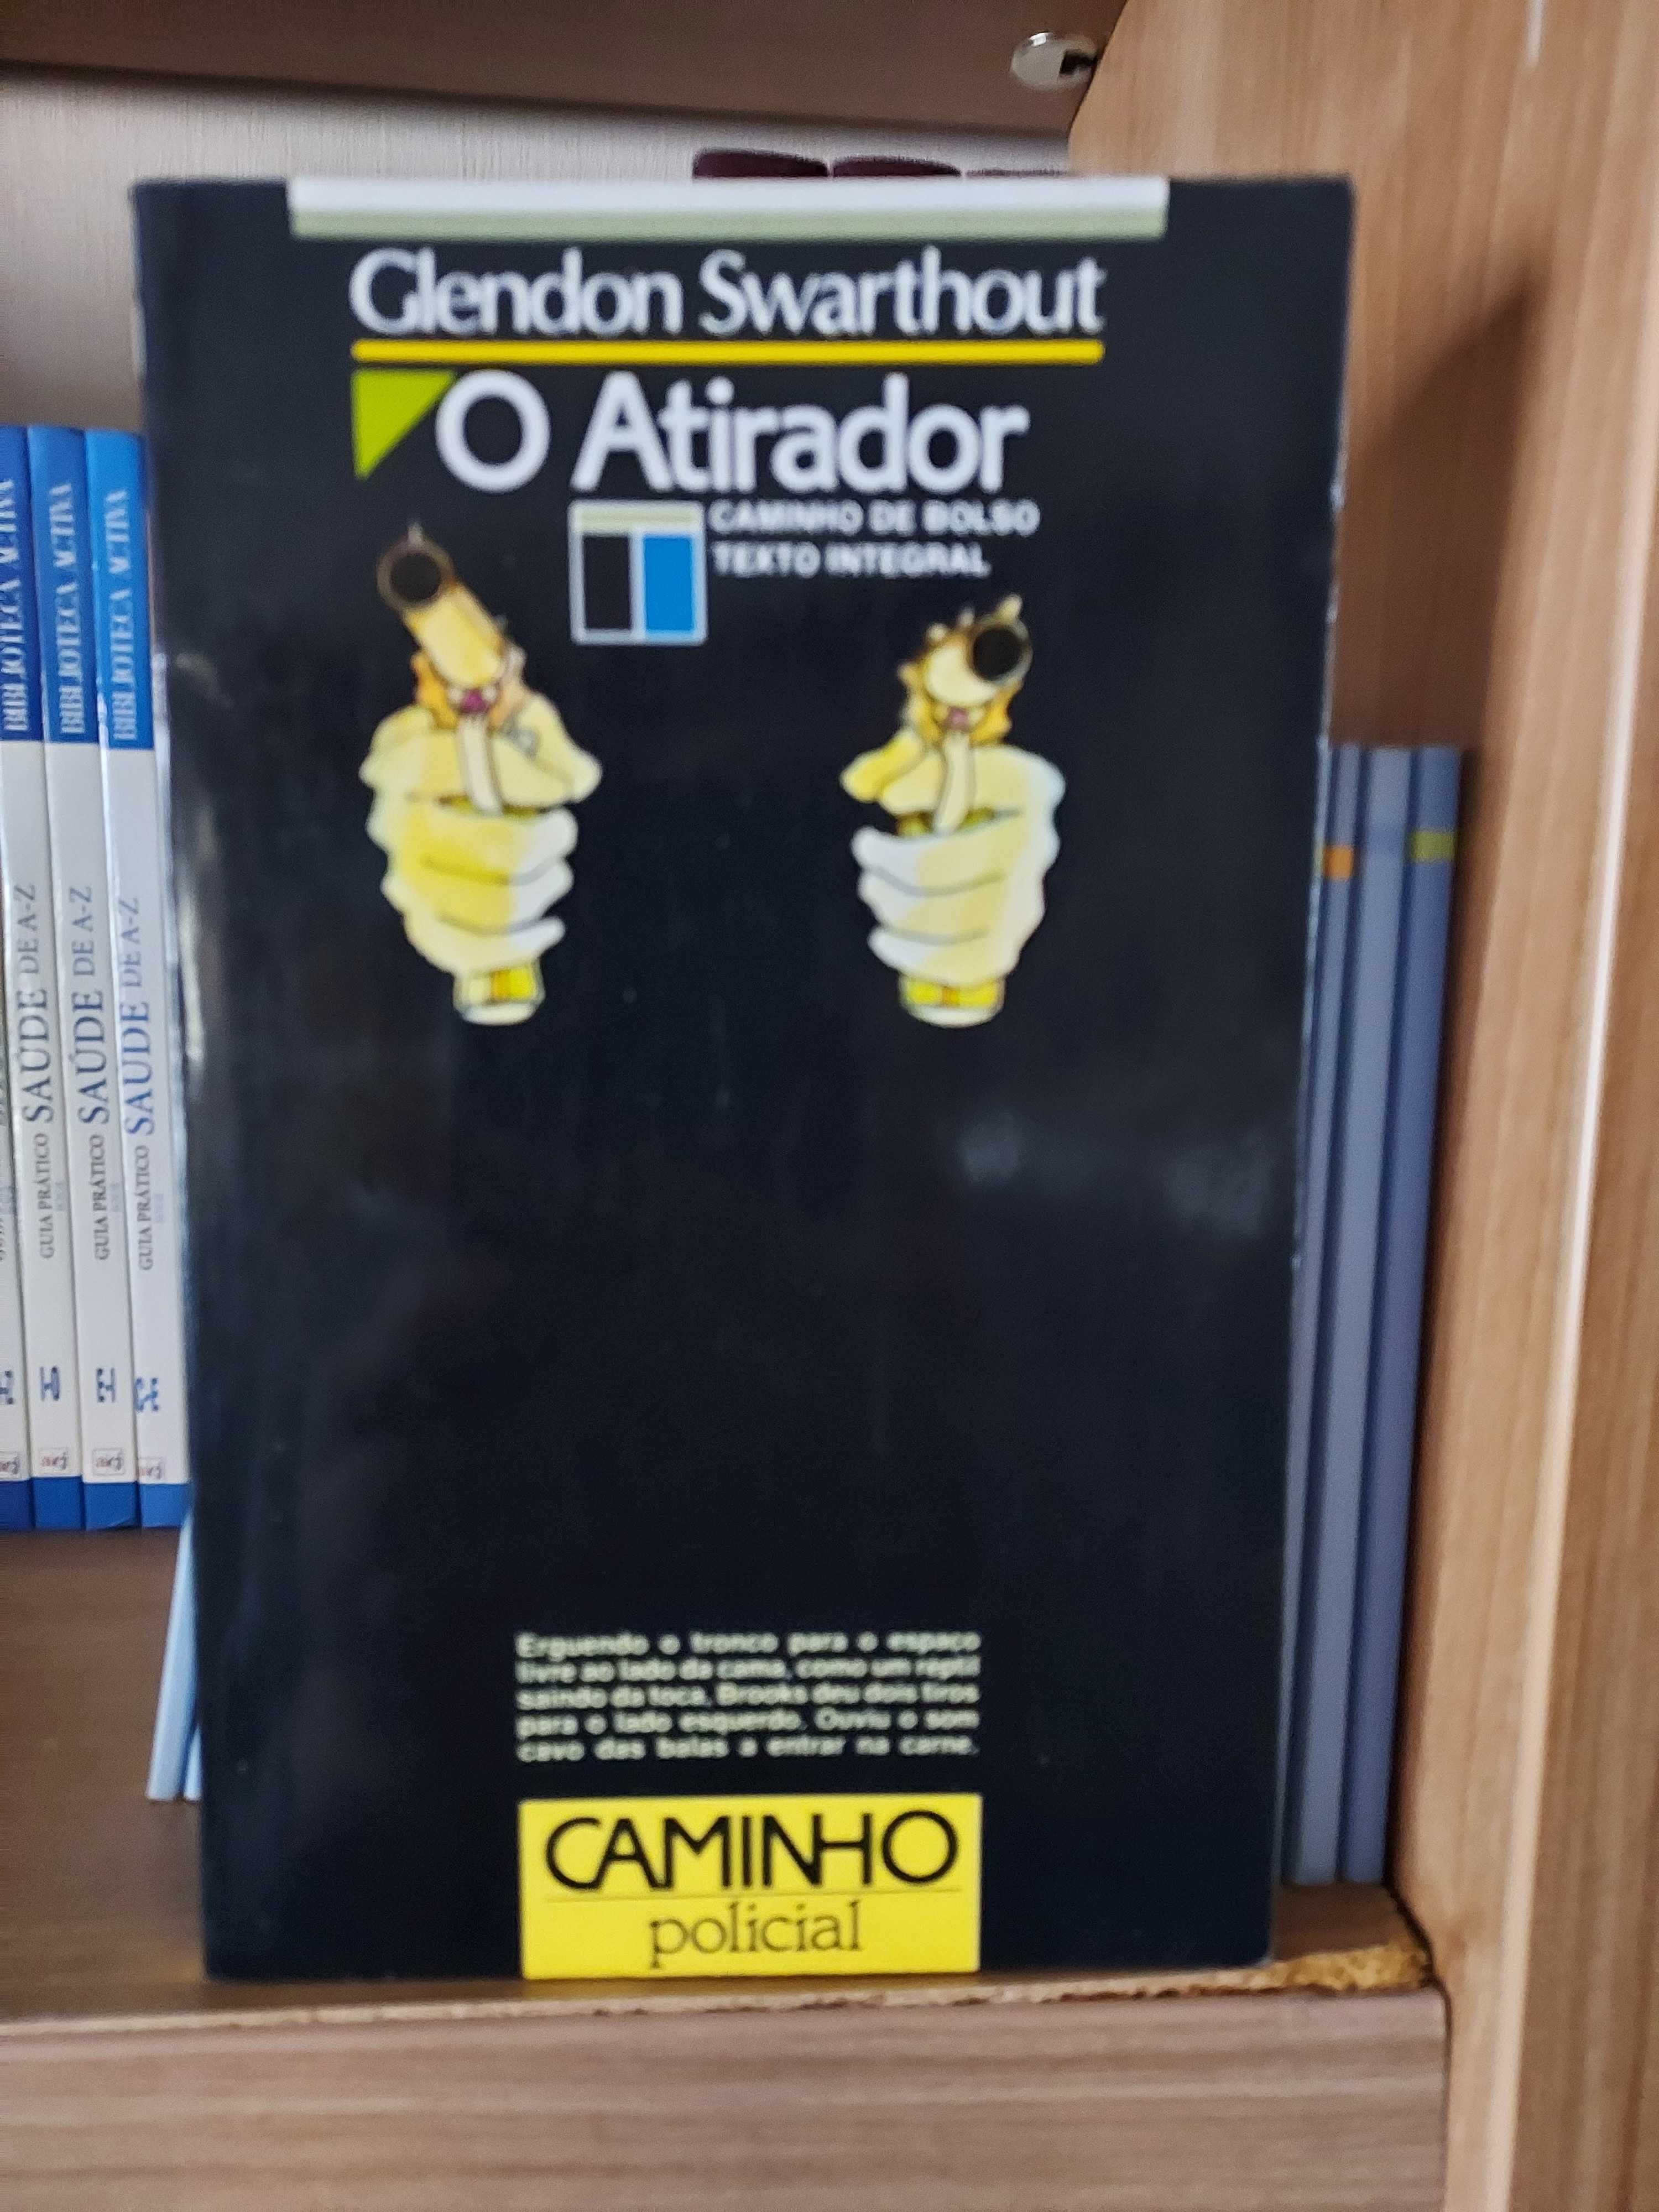 Glendon Swarthout
O Atirador
CAMINHO DE BOLSO
TEXTO INTEGRAL
Erguendo o tronco para o espaço
livre ao lado da cama, como um reptil
saindo da toca, Brooks deu dois tiros
para o lado esquerdo. Ouviu o som
cavo das balas a entrar na carne.
CAMINHO
policial
BIBLIOTECA ACTIVA
GUIA PRÁTICO SAÚDE DE A-Z
BIBLIOTECA ACTIVA
GUIA PRÁTICO SAÚDE DE A-Z
BIBLIOTECA ACTIVA
GUIA PRÁTICO SAÚDE DE A-Z